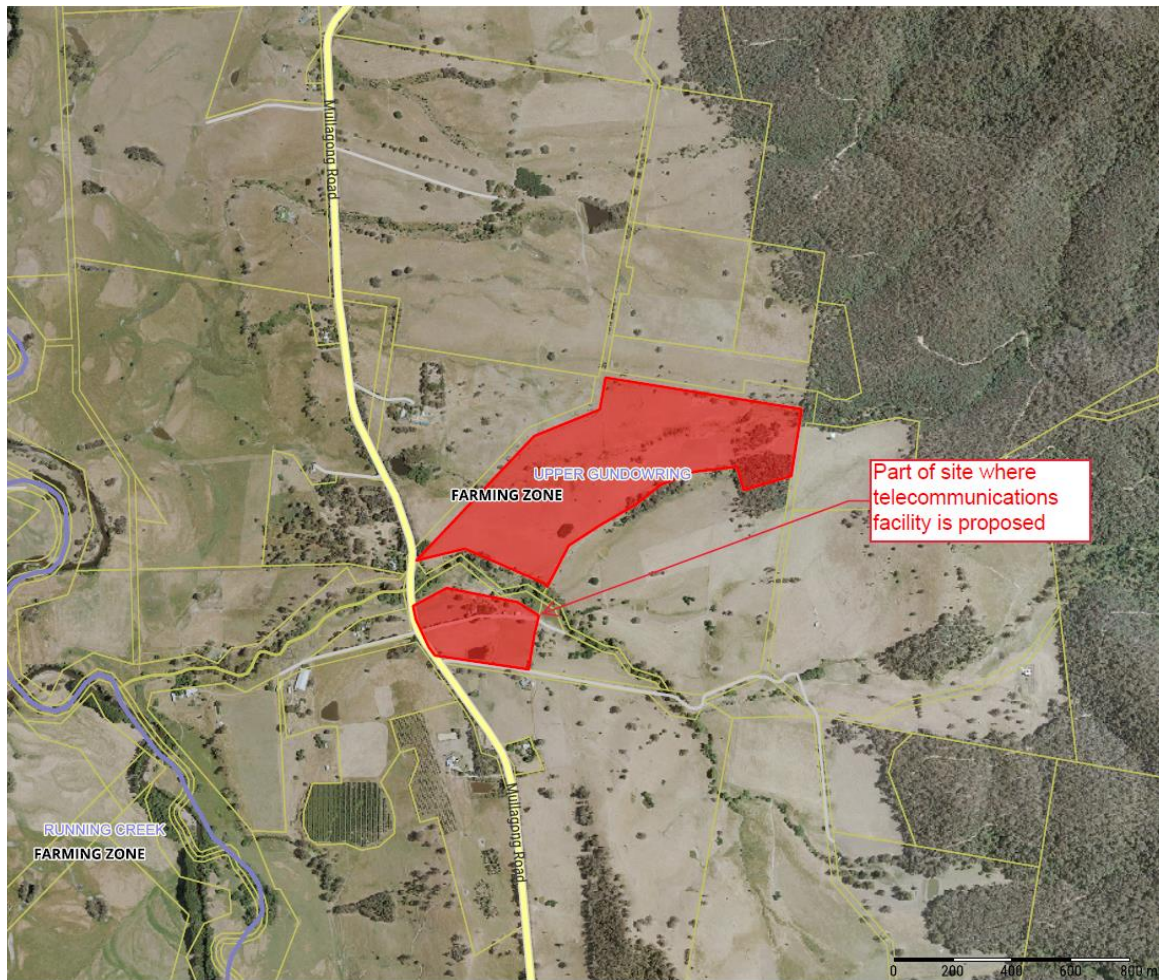 Mullagong Road
UPPER GUNDOWRING
FARMING ZONE
Part of site where
telecommunications
facility is proposed
Mullagong Road
RUNNING CREEK
FARMING ZONE
0 200 400 600 800 m